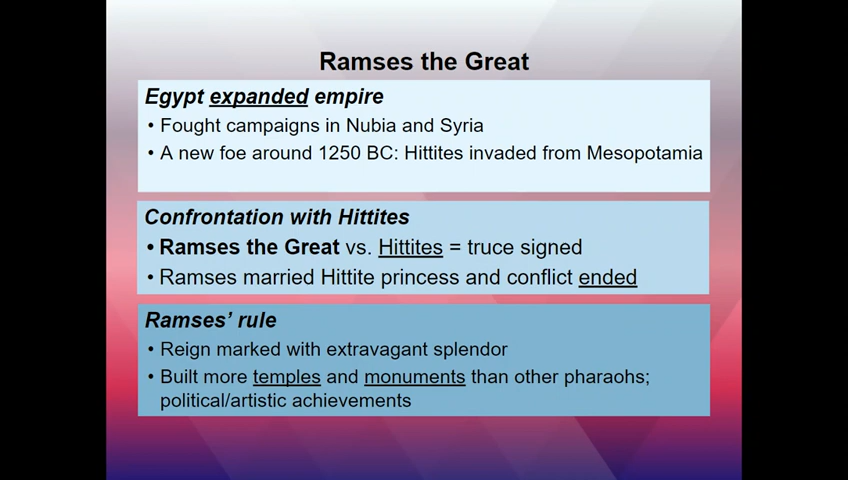 Ramses the Great
Egypt expanded empire
• Fought campaigns in Nubia and Syria
• A new foe around 1250 BC: Hittites invaded from Mesopotamia
Confrontation with Hittites
• Ramses the Great vs. Hittites = truce signed
• Ramses married Hittite princess and conflict ended
Ramses’ rule
• Reign marked with extravagant splendor
• Built more temples and monuments than other pharaohs;
political/artistic achievements